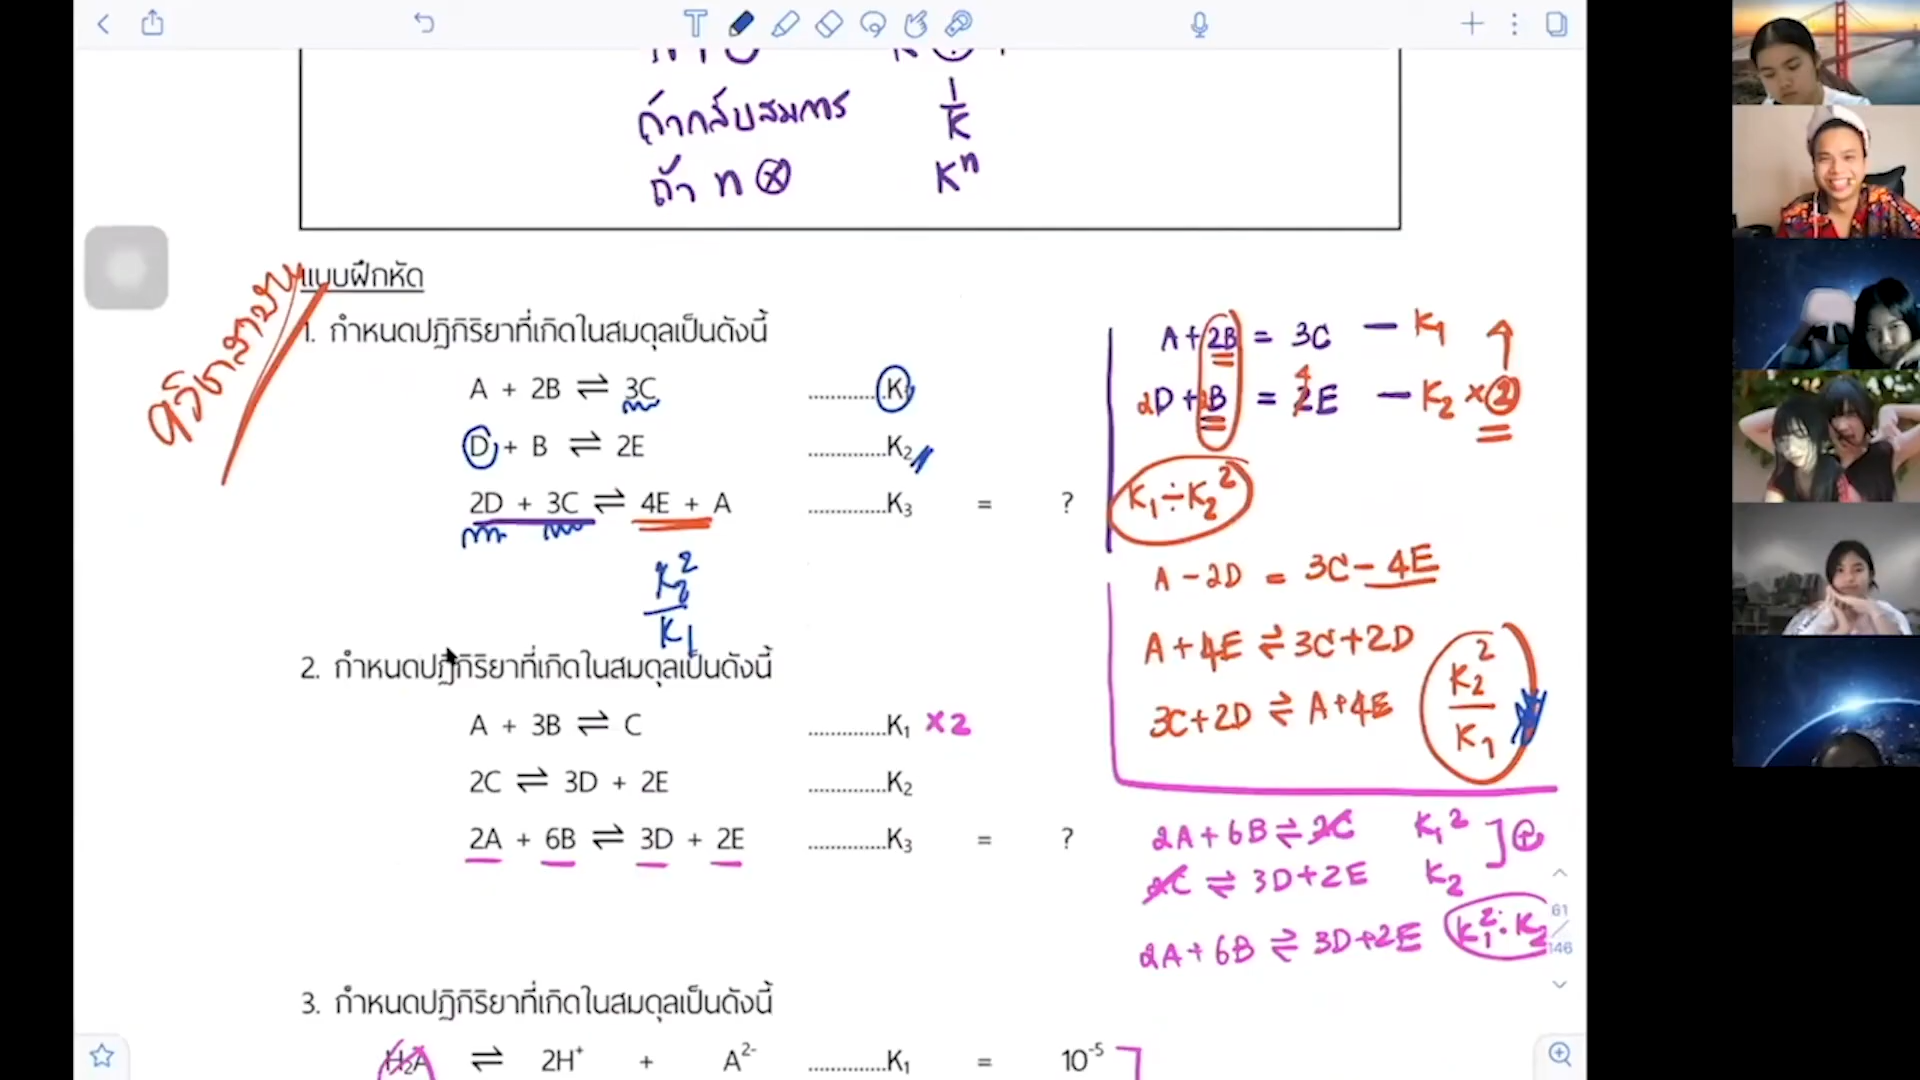 ถ้ากลับสมการ 1/K
ถ้า n ⊗ Kⁿ
แบบฝึกหัด
1. กำหนดปฏิกิริยาที่เกิดในสมดุลเป็นดังนี้
A + 2B ⇌ 3C ..............K₁
D + B ⇌ 2E ..............K₂
2D + 3C ⇌ 4E + A ..............K₃ = ?
K₂²/K₁
A + 2B = 3C — K₁
2D + 2B = 4E — K₂ × 2
K₁ ÷ K₂²
A - 2D = 3C - 4E
A + 4E ⇌ 3C + 2D
3C + 2D ⇌ A + 4E K₂²/K₁
2. กำหนดปฏิกิริยาที่เกิดในสมดุลเป็นดังนี้
A + 3B ⇌ C ..............K₁ ×2
2C ⇌ 3D + 2E ..............K₂
2A + 6B ⇌ 3D + 2E ..............K₃ = ?
2A + 6B ⇌ 2C K₁² ] ⊕
2C ⇌ 3D + 2E K₂
2A + 6B ⇌ 3D + 2E K₁² · K₂
61
/
146
3. กำหนดปฏิกิริยาที่เกิดในสมดุลเป็นดังนี้
H₂A ⇌ 2H⁺ + A²⁻ ..............K₁ = 10⁻⁵